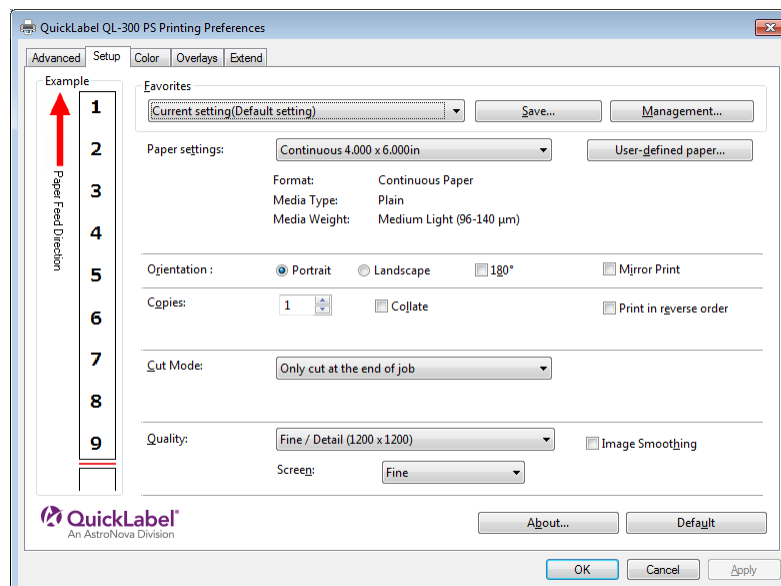 QuickLabel QL-300 PS Printing Preferences
Advanced Setup Color Overlays Extend
Example
Paper Feed Direction
1
2
3
4
5
6
7
8
9
Favorites
Current setting(Default setting) Save... Management...
Paper settings: Continuous 4.000 x 6.000in User-defined paper...
Format: Continuous Paper
Media Type: Plain
Media Weight: Medium Light (96-140 µm)
Orientation : Portrait Landscape 180° Mirror Print
Copies: 1 Collate Print in reverse order
Cut Mode: Only cut at the end of job
Quality: Fine / Detail (1200 x 1200) Image Smoothing
Screen: Fine
QuickLabel®
An AstroNova Division
About... Default
OK Cancel Apply